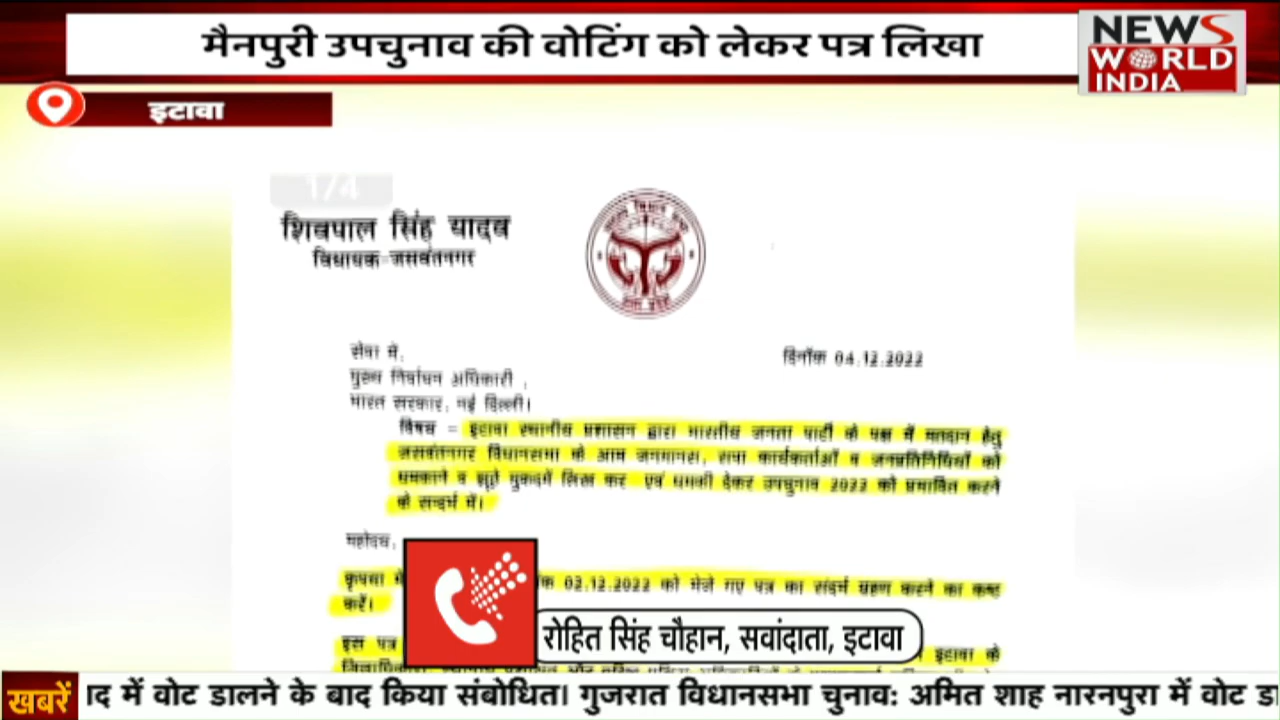 मैनपुरी उपचुनाव की वोटिंग को लेकर पत्र लिखा
NEWS
WORLD
INDIA
इटावा
1/4
शिवपाल सिंह यादव
विधायक-जसवंतनगर
सेवा में,
दिनाँक 04.12.2022
मुख्य निर्वाचन अधिकारी ,
भारत सरकार, नई दिल्ली।
विषय – इटावा स्थानीय प्रशासन द्वारा भारतीय जनता पार्टी के पक्ष में मतदान हेतु
जसवंतनगर विधानसभा के आम जनमानस, सपा कार्यकर्ताओं व जनप्रतिनिधियों को
धमकाने व झूठे मुकदमें लिख कर एवं धमकी देकर उपचुनाव 2022 को प्रभावित करने
के सन्दर्भ में।
महोदय,
कृपया 03.12.2022 को भेजे गए पत्र का संदर्भ ग्रहण करने का कष्ट
करें।
इस पत्र इटावा के
रोहित सिंह चौहान, सवांदाता, इटावा
खबरें
ाद में वोट डालने के बाद किया संबोधित। गुजरात विधानसभा चुनाव: अमित शाह नारनपुरा में वोट डा